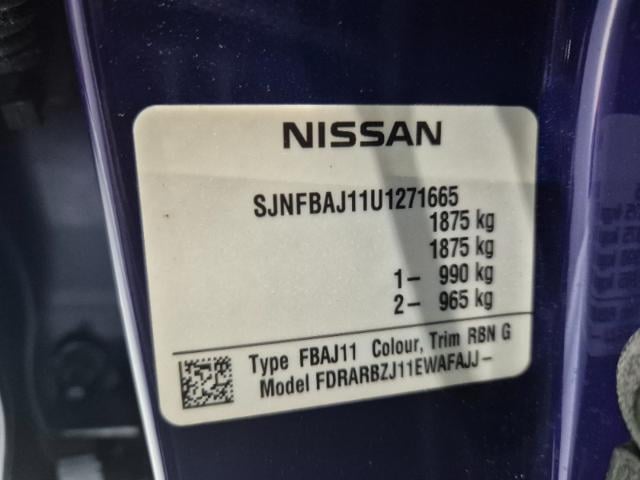 NISSAN
SJNFBAJ11U1271665
1875 kg
1875 kg
1– 990 kg
2– 965 kg
Type FBAJ11 Colour, Trim RBN G
Model FDRARBZJ11EWAFAJJ –